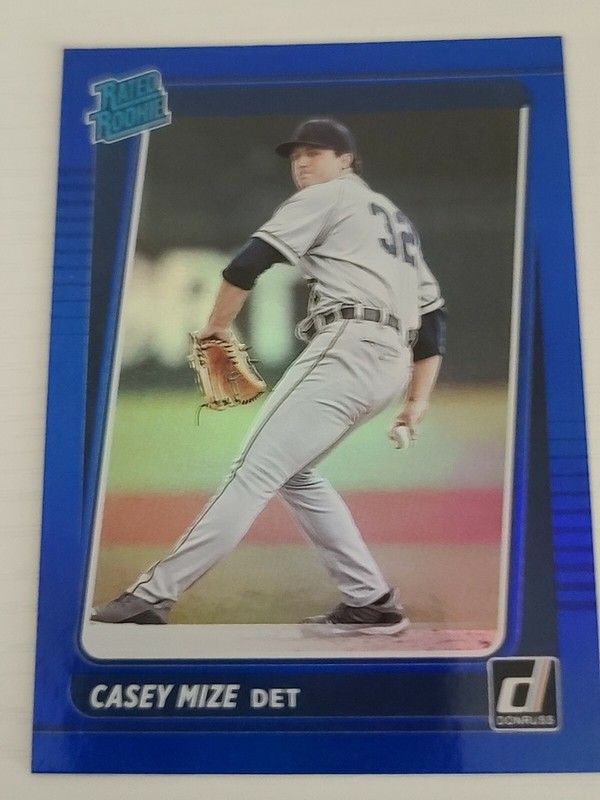 RATED
ROOKIE
32
CASEY MIZE DET
d
DONRUSS